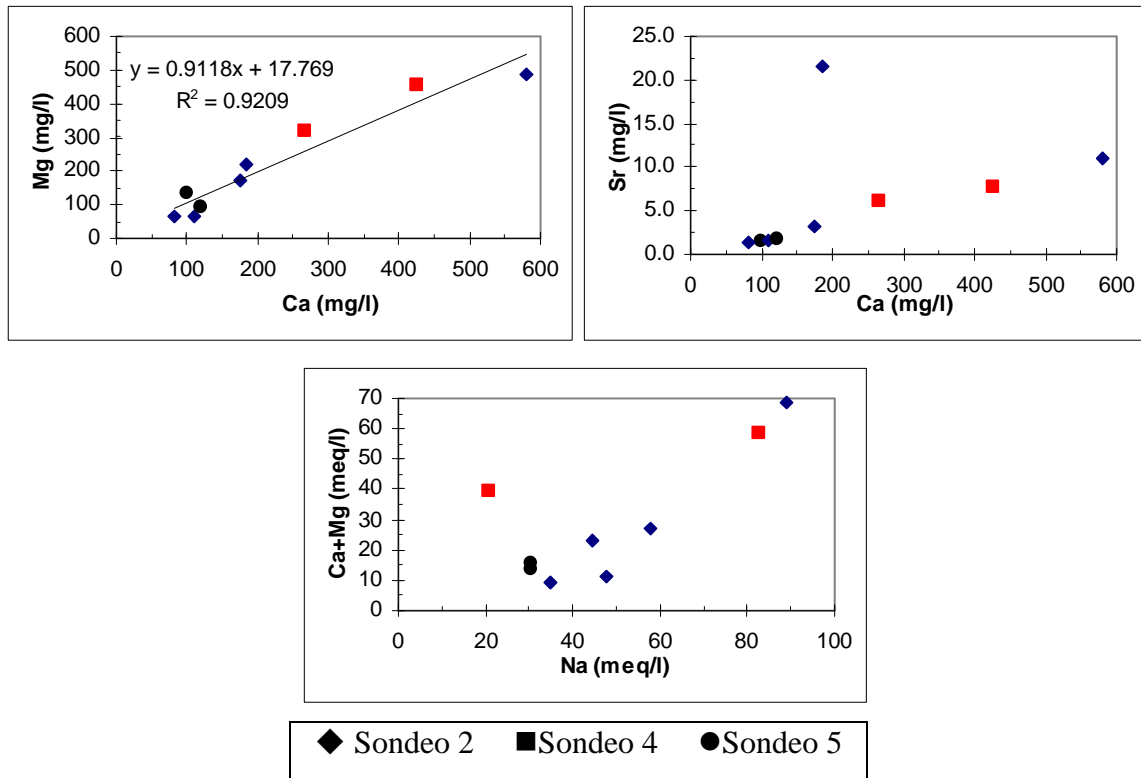 600
500
400
300
200
100
0
Mg (mg/l)
y = 0.9118x + 17.769
R² = 0.9209
0 100 200 300 400 500 600
Ca (mg/l)
25.0
20.0
15.0
10.0
5.0
0.0
Sr (mg/l)
0 100 200 300 400 500 600
Ca (mg/l)
70
60
50
40
30
20
10
0
Ca+Mg (meq/l)
0 20 40 60 80 100
Na (meq/l)
Sondeo 2 Sondeo 4 Sondeo 5